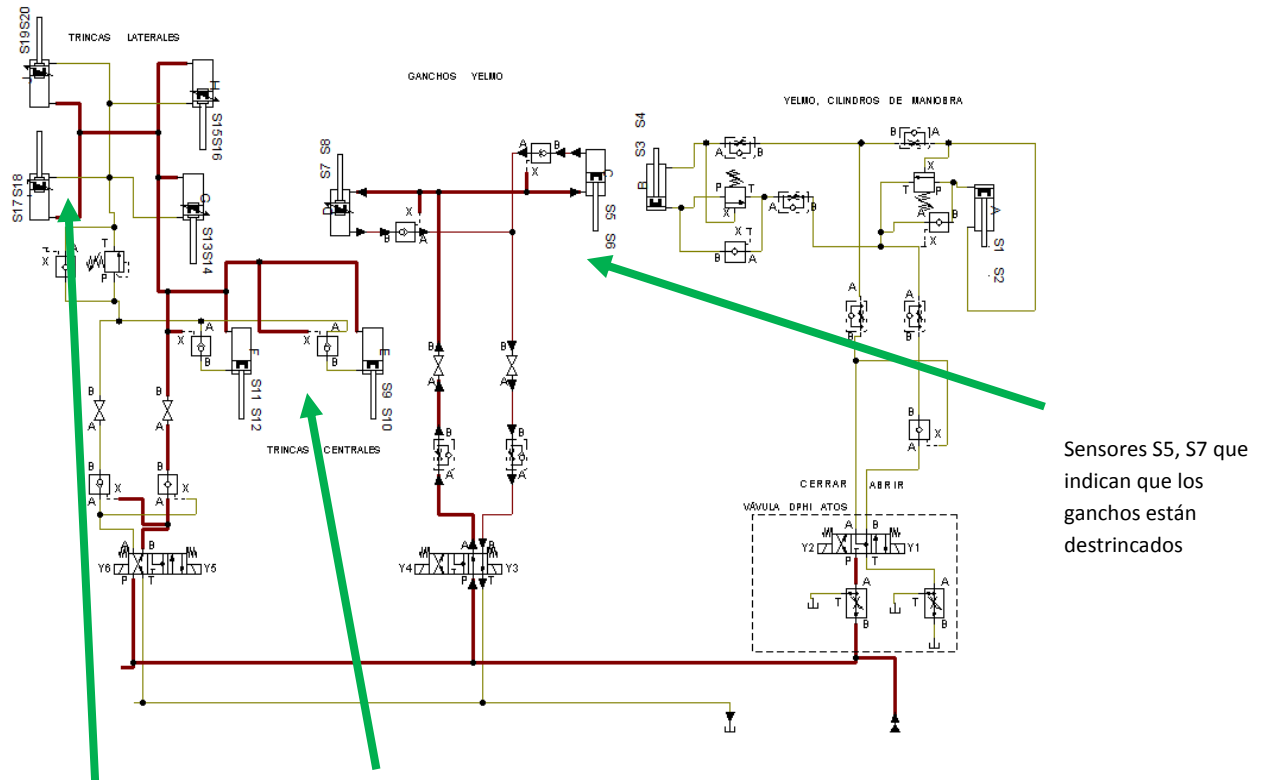 S19S20
TRINCAS LATERALES
H
S15S16
S17S18
G
S13S14
A
X
T
P
GANCHOS YELMO
S8
S7
D
A B
X
C
S5
S6
X
B A
YELMO, CILINDROS DE MANIOBRA
S4
S3
B
A B
P T
X
X
B A
A B
B A
X
T P
A
S1
S2
B
A
X
A
B
A
B
A
X
B
F
S11 S12
A
X
B
E
S9 S10
TRINCAS CENTRALES
B
A
B
A
B
A
B
A
B
X
A
B
X
A
B
A
B
A
B
X
A
CERRAR ABRIR
VÁVULA DPHI ATOS
A B
Y6 Y5
P T
A B
Y4 Y3
P T
A B
Y2 Y1
P T
A
T
B
A
T
B
Sensores S5, S7 que
indican que los
ganchos están
destrincados